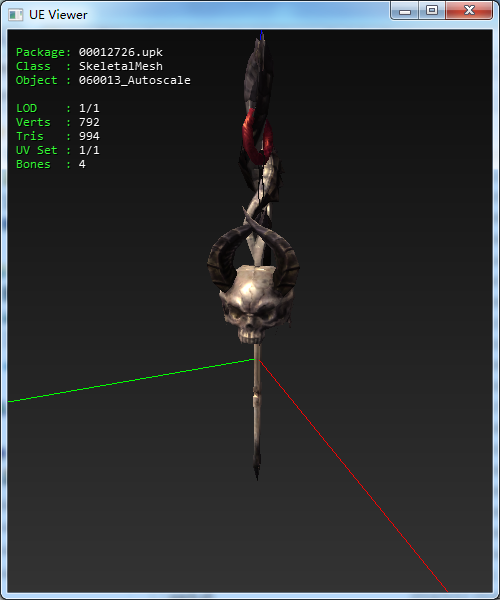 UE Viewer
Package: 00012726.upk
Class : SkeletalMesh
Object : 060013_Autoscale
LOD : 1/1
Verts : 792
Tris : 994
UV Set : 1/1
Bones : 4